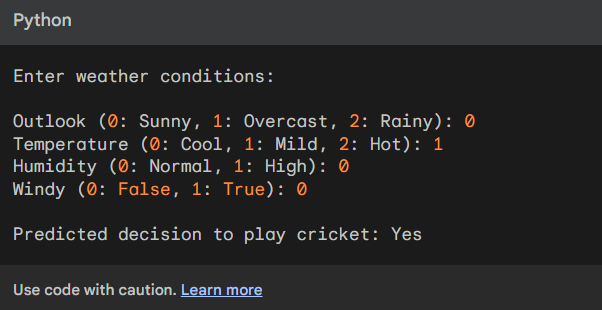 Python
Enter weather conditions:
Outlook (0: Sunny, 1: Overcast, 2: Rainy): 0
Temperature (0: Cool, 1: Mild, 2: Hot): 1
Humidity (0: Normal, 1: High): 0
Windy (0: False, 1: True): 0
Predicted decision to play cricket: Yes
Use code with caution. Learn more